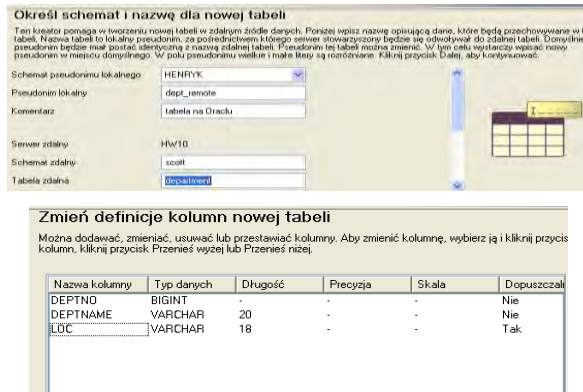 Określ schemat i nazwę dla nowej tabeli
Ten kreator pomaga w tworzeniu nowej tabeli w zdalnym źródle danych. Poniżej wpisz nazwę opisującą dane, które będą przechowywane w
tabeli. Nazwa tabeli to lokalny pseudonim, za pośrednictwem którego serwer stowarzyszony będzie się odwoływał do zdalnej tabeli. Domyślnie
pseudonim będzie miał postać identyczną z nazwą zdalnej tabeli. Pseudonim tej tabeli można zmienić. W tym celu wystarczy wpisać nowy
pseudonim w miejscu domyślnego. W polu pseudonimu wielkie i małe litery są rozróżniane. Kliknij przycisk Dalej, aby kontynuować.
Schemat pseudonimu lokalnego HENRYK
Pseudonim lokalny dept_remote
Komentarz tabela na Oraclu
Serwer zdalny HW10
Schemat zdalny scott
Tabela zdalna department
Zmień definicje kolumn nowej tabeli
Można dodawać, zmieniać, usuwać lub przestawiać kolumny. Aby zmienić kolumnę, wybierz ją i kliknij przycis
kolumn, kliknij przycisk Przenieś wyżej lub Przenieś niżej.
Nazwa kolumny Typ danych Długość Precyzja Skala Dopuszczal
DEPTNO BIGINT - - - Nie
DEPTNAME VARCHAR 20 - - Nie
LOC VARCHAR 18 - - Tak